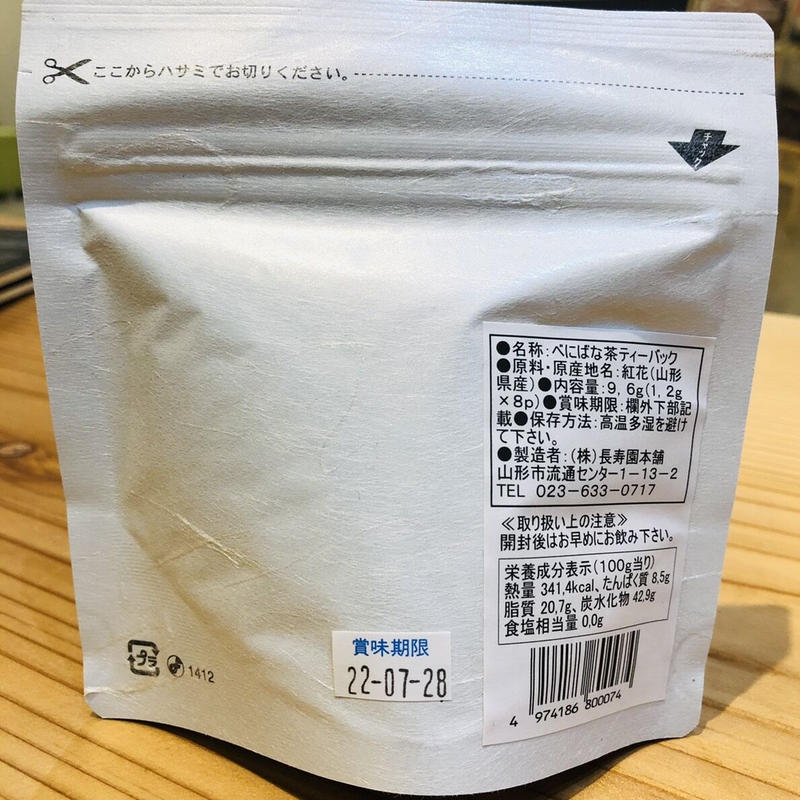 ここからハサミでお切りください。
チャック
●名称:べにばな茶ティーバック
●原料・原産地名:紅花(山形
県産)●内容量:9,6g(1,2g
×8p)●賞味期限:欄外下部記
載●保存方法:高温多湿を避け
て下さい。
●製造者:(株)長寿園本舗
山形市流通センター1-13-2
TEL 023-633-0717
≪取り扱い上の注意≫
開封後はお早めにお飲み下さい。
栄養成分表示(100g当り)
熱量 341,4kcal、たんぱく質 8,5g
脂質 20,7g、炭水化物 42,9g
食塩相当量 0,0g
4 974186 800074
賞味期限
22-07-28
プラ
1412